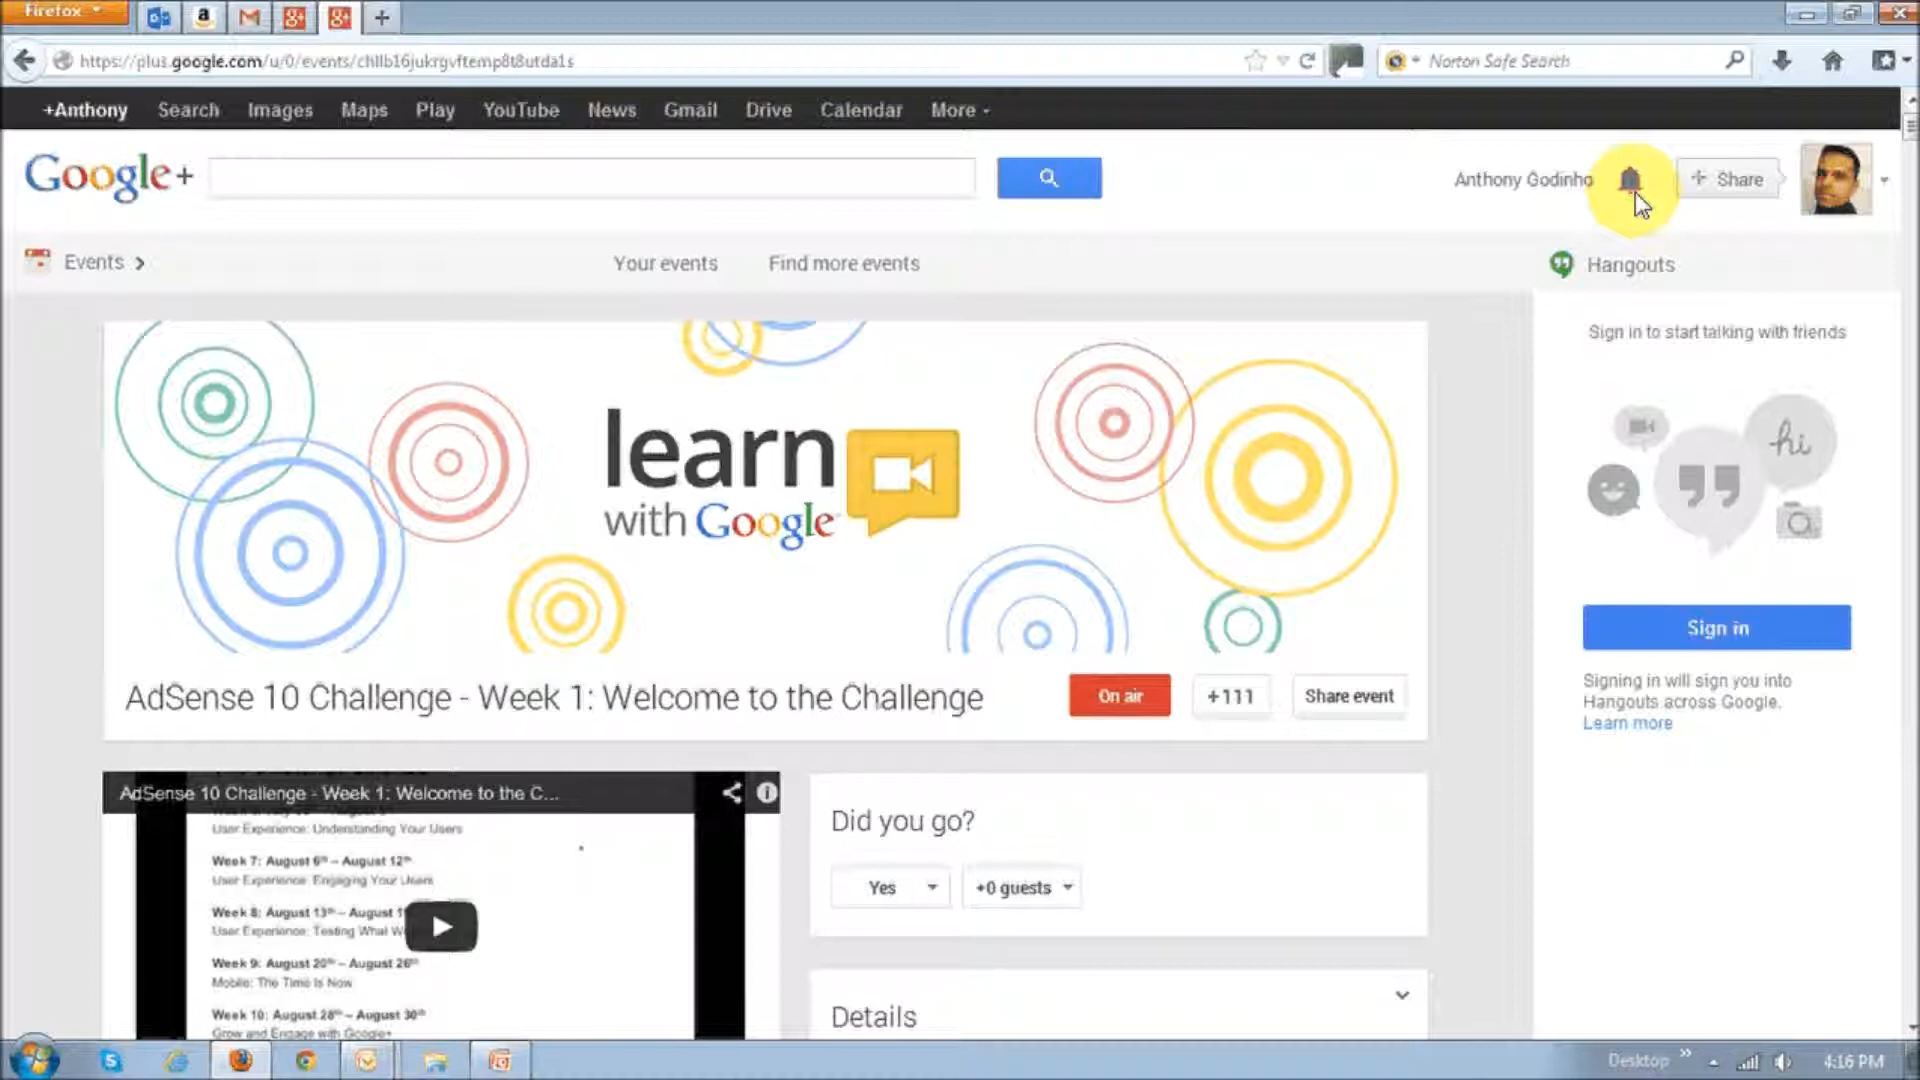 Firefox
https://plus.google.com/u/0/events/chllb16jukrgvftemp8t8utda1s
Norton Safe Search
+Anthony Search Images Maps Play YouTube News Gmail Drive Calendar More
Google+
Anthony Godinho
+ Share
Events
Your events
Find more events
Hangouts
Sign in to start talking with friends
hi
learn
with Google
Sign in
Signing in will sign you into
Hangouts across Google.
Learn more
AdSense 10 Challenge - Week 1: Welcome to the Challenge
On air
+111
Share event
AdSense 10 Challenge - Week 1: Welcome to the C...
User Experience: Understanding Your Users
Week 7: August 6th – August 12th
User Experience: Engaging Your Users
Week 8: August 13th – August 1
User Experience: Testing What W
Week 9: August 20th – August 26th
Mobile: The Time Is Now
Week 10: August 28th – August 30th
Grow and Engage with Google+
Did you go?
Yes
+0 guests
Details
Desktop
4:16 PM